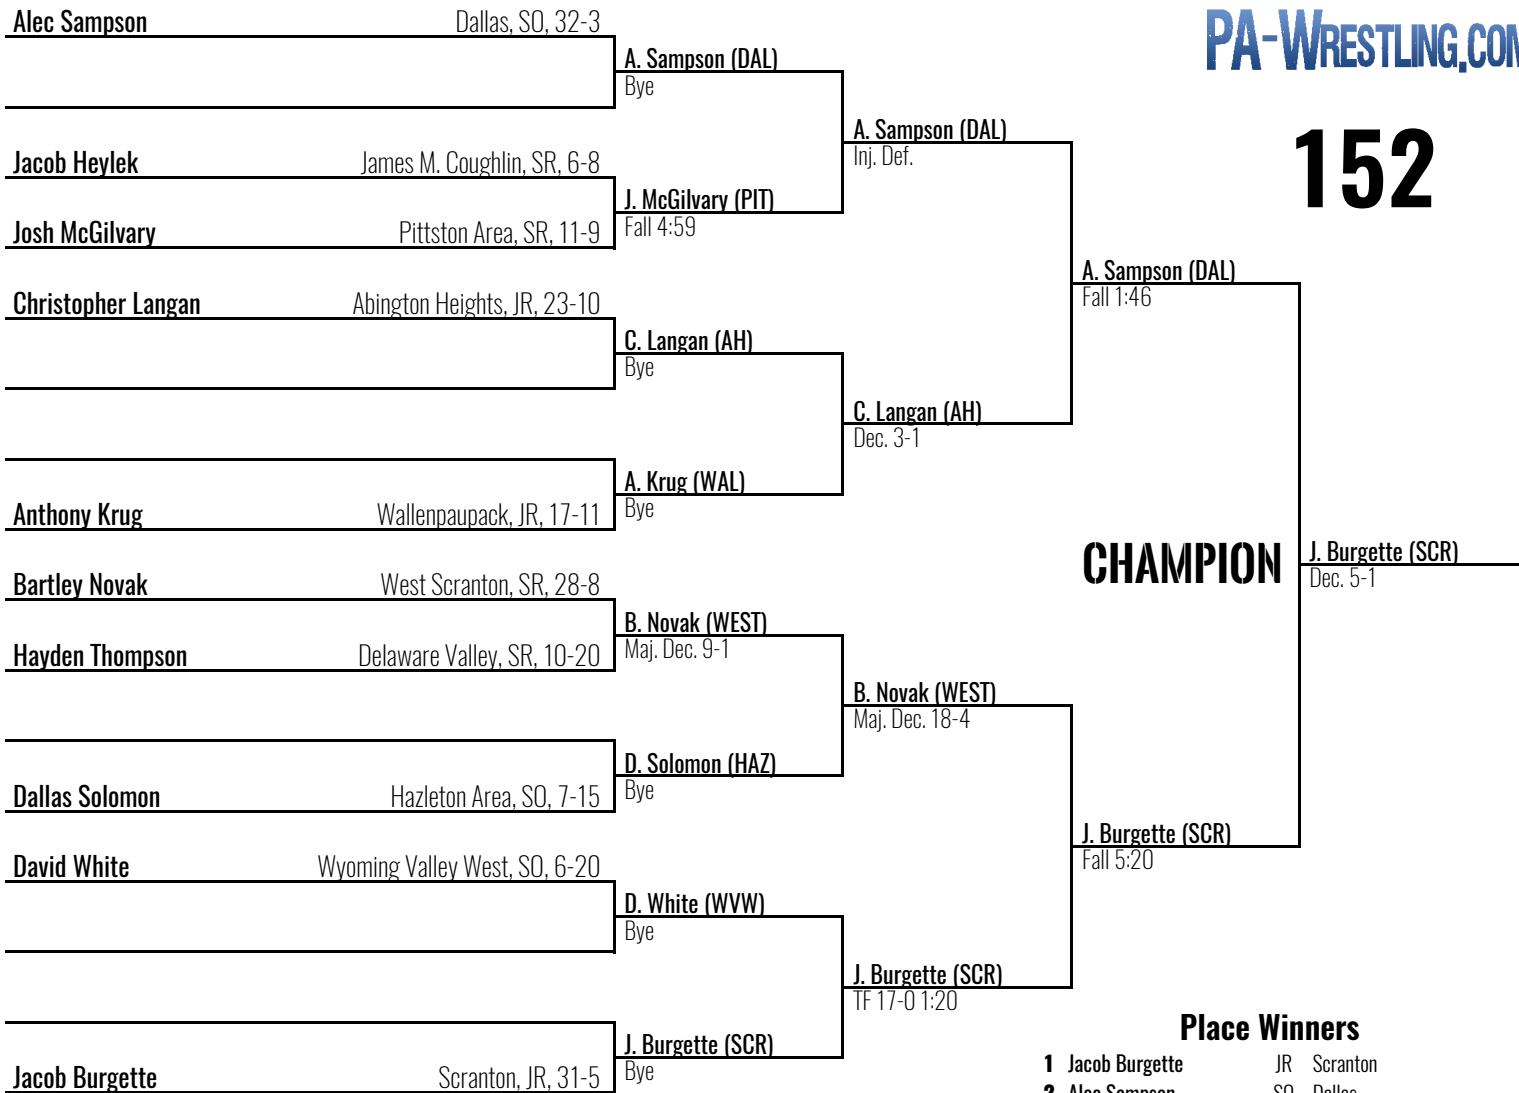 Alec Sampson Dallas, SO, 32-3
PA-WRESTLING.COM
A. Sampson (DAL)
Bye
A. Sampson (DAL)
Inj. Def.
152
Jacob Heylek James M. Coughlin, SR, 6-8
J. McGilvary (PIT)
Fall 4:59
Josh McGilvary Pittston Area, SR, 11-9
A. Sampson (DAL)
Fall 1:46
Christopher Langan Abington Heights, JR, 23-10
C. Langan (AH)
Bye
C. Langan (AH)
Dec. 3-1
A. Krug (WAL)
Bye
Anthony Krug Wallenpaupack, JR, 17-11
CHAMPION
J. Burgette (SCR)
Dec. 5-1
Bartley Novak West Scranton, SR, 28-8
B. Novak (WEST)
Maj. Dec. 9-1
Hayden Thompson Delaware Valley, SR, 10-20
B. Novak (WEST)
Maj. Dec. 18-4
D. Solomon (HAZ)
Bye
Dallas Solomon Hazleton Area, SO, 7-15
J. Burgette (SCR)
Fall 5:20
David White Wyoming Valley West, SO, 6-20
D. White (WVW)
Bye
J. Burgette (SCR)
TF 17-0 1:20
J. Burgette (SCR)
Bye
Jacob Burgette Scranton, JR, 31-5
Place Winners
1 Jacob Burgette JR Scranton
2 Alec Sampson SO Dallas